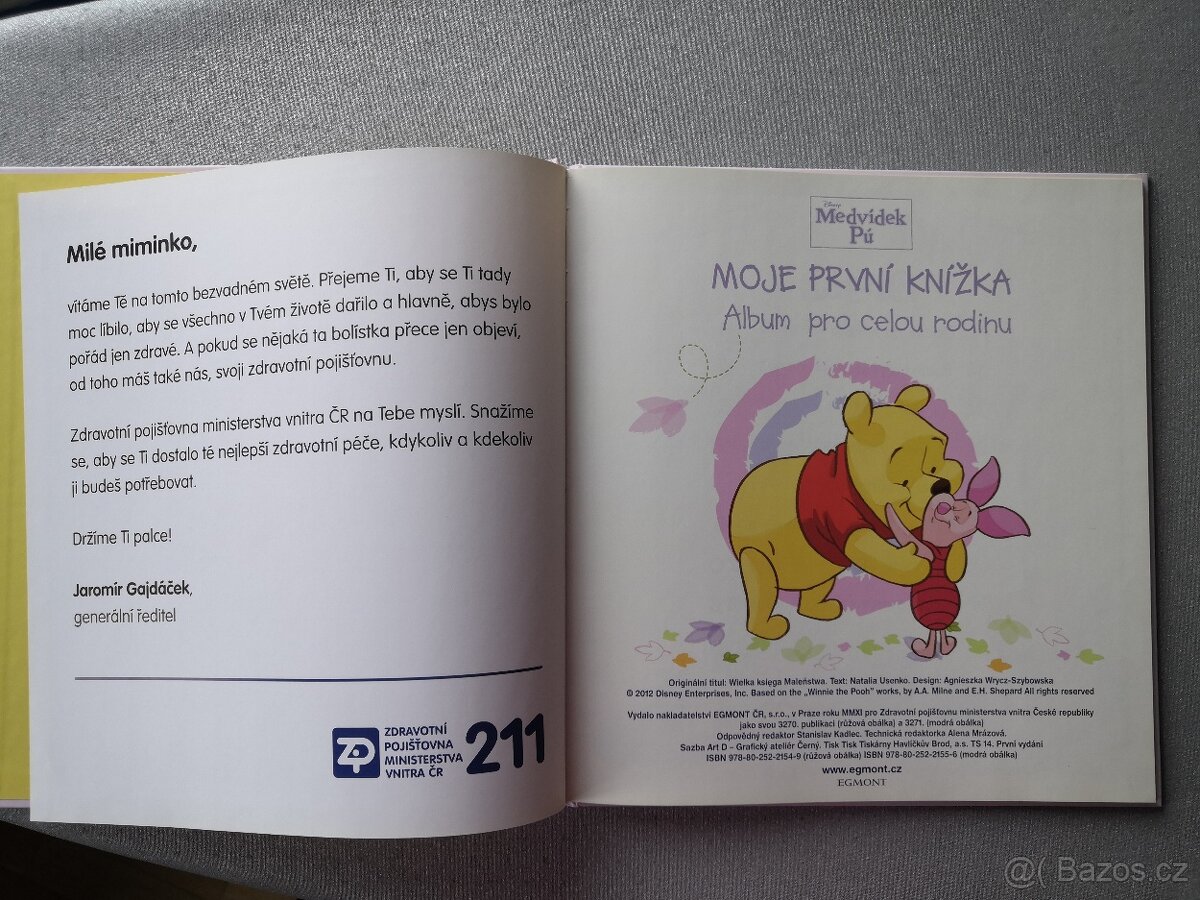 Milé miminko,
vítáme Tě na tomto bezvadném světě. Přejeme Ti, aby se Ti tady
moc líbilo, aby se všechno v Tvém životě dařilo a hlavně, abys bylo
pořád jen zdravé. A pokud se nějaká ta bolístka přece jen objeví,
od toho máš také nás, svoji zdravotní pojišťovnu.
Zdravotní pojišťovna ministerstva vnitra ČR na Tebe myslí. Snažíme
se, aby se Ti dostalo té nejlepší zdravotní péče, kdykoliv a kdekoliv
ji budeš potřebovat.
Držíme Ti palce!
Jaromír Gajdáček,
generální ředitel
ZP
ZDRAVOTNÍ
POJIŠŤOVNA
MINISTERSTVA
VNITRA ČR
211
Disney
Medvídek
Pú
MOJE PRVNÍ KNÍŽKA
Album pro celou rodinu
Originální titul: Wielka księga Maleństwa. Text: Natalia Usenko. Design: Agnieszka Wrycz-Szybowska
© 2012 Disney Enterprises, Inc. Based on the „Winnie the Pooh" works, by A.A. Milne and E.H. Shepard All rights reserved
Vydalo nakladatelství EGMONT ČR, s.r.o., v Praze roku MMXI pro Zdravotní pojišťovnu ministerstva vnitra České republiky
jako svou 3270. publikaci (růžová obálka) a 3271. (modrá obálka)
Odpovědný redaktor Stanislav Kadlec. Technická redaktorka Alena Mrázová.
Sazba Art D – Grafický ateliér Černý. Tisk Tisk Tiskárny Havlíčkův Brod, a.s. TS 14. První vydání
ISBN 978-80-252-2154-9 (růžová obálka) ISBN 978-80-252-2155-6 (modrá obálka)
www.egmont.cz
EGMONT
@( Bazos.cz